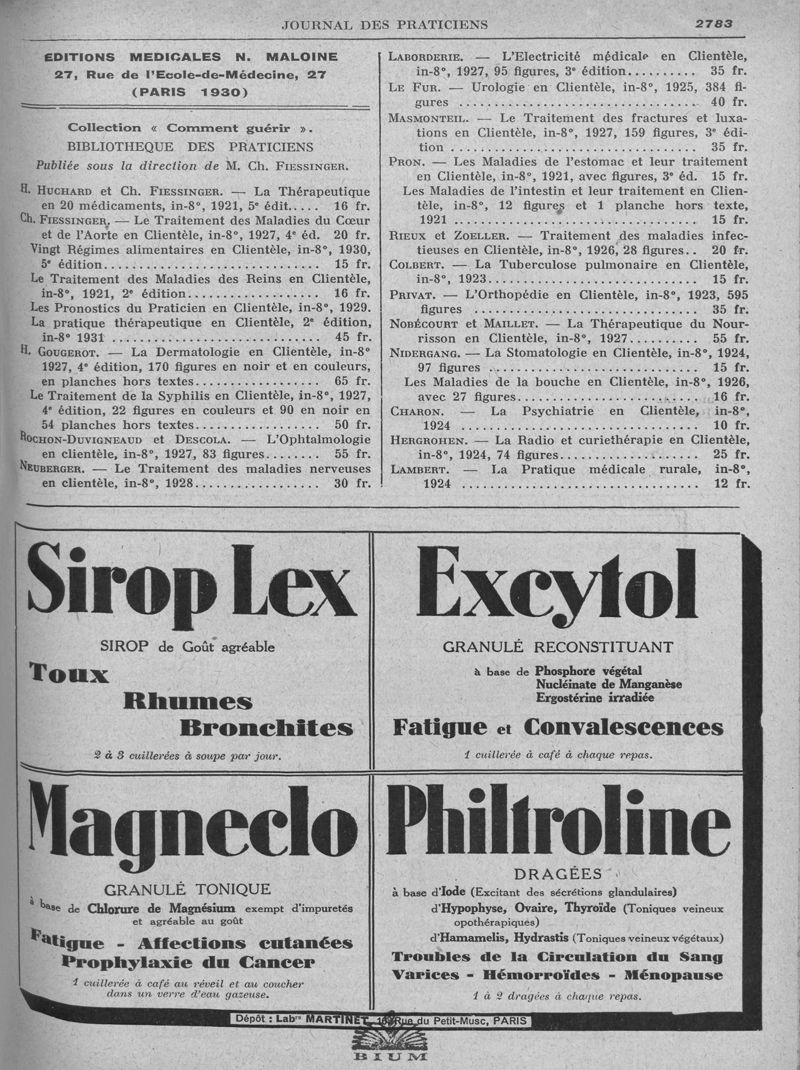 JOURNAL DES PRATICIENS 2783
EDITIONS MEDICALES N. MALOINE
27, Rue de l'Ecole-de-Médecine, 27
(PARIS 1930)
Collection « Comment guérir ».
BIBLIOTHEQUE DES PRATICIENS
Publiée sous la direction de M. Ch. FIESSINGER.
H. HUCHARD et Ch. FIESSINGER. — La Thérapeutique
en 20 médicaments, in-8°, 1921, 5e édit..... 16 fr.
Ch. FIESSINGER. — Le Traitement des Maladies du Cœur
et de l'Aorte en Clientèle, in-8°, 1927, 4e éd. 20 fr.
Vingt Régimes alimentaires en Clientèle, in-8°, 1930,
5e édition.............................. 15 fr.
Le Traitement des Maladies des Reins en Clientèle,
in-8°, 1921, 2e édition.................. 16 fr.
Les Pronostics du Praticien en Clientèle, in-8°, 1929.
La pratique thérapeutique en Clientèle, 2e édition,
in-8° 1931 .............................. 45 fr.
H. GOUGEROT. — La Dermatologie en Clientèle, in-8°
1927, 4e édition, 170 figures en noir et en couleurs,
en planches hors textes.................. 65 fr.
Le Traitement de la Syphilis en Clientèle, in-8°, 1927,
4e édition, 22 figures en couleurs et 90 en noir en
54 planches hors textes.................. 50 fr.
ROCHON-DUVIGNEAUD et DESCOLA. — L'Ophtalmologie
en clientèle, in-8°, 1927, 83 figures........ 55 fr.
NEUBERGER. — Le Traitement des maladies nerveuses
en clientèle, in-8°, 1928.................. 30 fr.
LABORDERIE. — L'Electricité médicale en Clientèle,
in-8°, 1927, 95 figures, 3e édition.......... 35 fr.
LE FUR. — Urologie en Clientèle, in-8°, 1925, 384 fi-
gures .................................. 40 fr.
MASMONTEIL. — Le Traitement des fractures et luxa-
tions en Clientèle, in-8°, 1927, 159 figures, 3e édi-
tion .................................... 35 fr.
PRON. — Les Maladies de l'estomac et leur traitement
en Clientèle, in-8°, 1921, avec figures, 3e éd. 15 fr.
Les Maladies de l'intestin et leur traitement en Clien-
tèle, in-8°, 12 figures et 1 planche hors texte,
1921 .................................... 15 fr.
RIEUX et ZOELLER. — Traitement des maladies infec-
tieuses en Clientèle, in-8°, 1926, 28 figures.. 20 fr.
COLBERT. — La Tuberculose pulmonaire en Clientèle,
in-8°, 1923.............................. 15 fr.
PRIVAT. — L'Orthopédie en Clientèle, in-8°, 1923, 595
figures .................................. 35 fr.
NOBÉCOURT et MAILLET. — La Thérapeutique du Nour-
risson en Clientèle, in-8°, 1927.......... 55 fr.
NIDERGANG. — La Stomatologie en Clientèle, in-8°, 1924,
97 figures .............................. 15 fr.
Les Maladies de la bouche en Clientèle, in-8°, 1926,
avec 27 figures.......................... 16 fr.
CHARON. — La Psychiatrie en Clientèle, in-8°,
1924 .................................... 10 fr.
HERGROHEN. — La Radio et curiethérapie en Clientèle,
in-8°, 1924, 74 figures.................... 25 fr.
LAMBERT. — La Pratique médicale rurale, in-8°,
1924 .................................... 12 fr.
Sirop Lex
SIROP de Goût agréable
Toux
Rhumes
Bronchites
2 à 3 cuillerées à soupe par jour.
Excytol
GRANULÉ RECONSTITUANT
à base de Phosphore végétal
Nucléinate de Manganèse
Ergostérine irradiée
Fatigue et Convalescences
1 cuillerée à café à chaque repas.
Magneclo
GRANULÉ TONIQUE
à base de Chlorure de Magnésium exempt d'impuretés
et agréable au goût
Fatigue - Affections cutanées
Prophylaxie du Cancer
1 cuillerée à café au réveil et au coucher
dans un verre d'eau gazeuse.
Philtroline
DRAGÉES
à base d'Iode (Excitant des sécrétions glandulaires)
d'Hypophyse, Ovaire, Thyroïde (Toniques veineux
opothérapiques)
d'Hamamelis, Hydrastis (Toniques veineux végétaux)
Troubles de la Circulation du Sang
Varices - Hémorroïdes - Ménopause
1 à 2 dragées à chaque repas.
Dépôt : Labre MARTINET, Rue du Petit-Musc, PARIS
BIUM